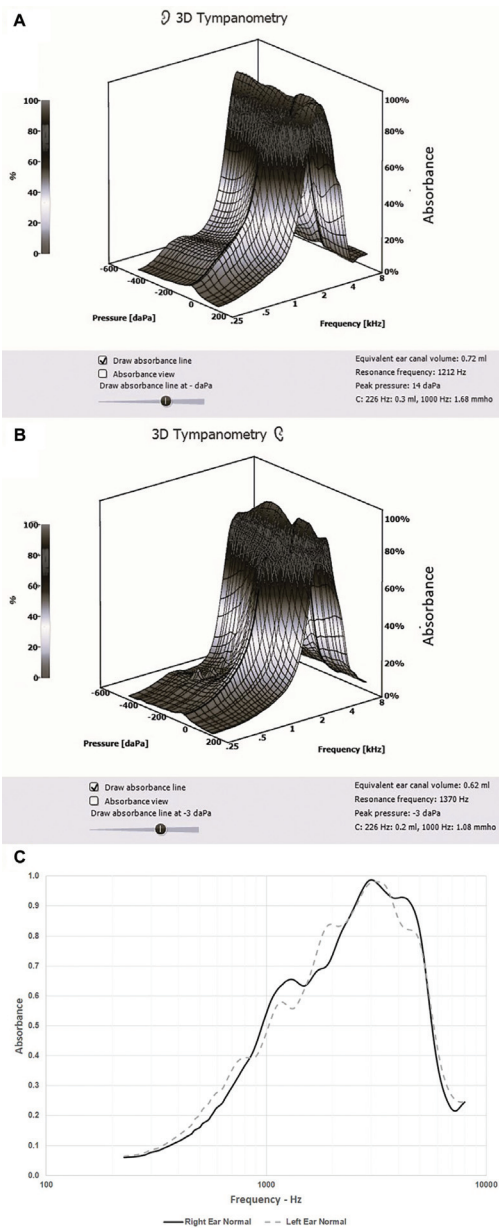 A
3D Tympanometry
100
80
60
40
20
0
%
100%
80%
60%
40%
20%
0%
Absorbance
-600
-400
-200
0
200
Pressure [daPa]
.25
.5
1
2
4
8
Frequency [kHz]
Draw absorbance line
Absorbance view
Draw absorbance line at - daPa
Equivalent ear canal volume: 0.72 ml
Resonance frequency: 1212 Hz
Peak pressure: 14 daPa
C: 226 Hz: 0.3 ml, 1000 Hz: 1.68 mmho
B
3D Tympanometry
100
80
60
40
20
0
%
100%
80%
60%
40%
20%
0%
Absorbance
-600
-400
-200
0
200
Pressure [daPa]
.25
.5
1
2
4
8
Frequency [kHz]
Draw absorbance line
Absorbance view
Draw absorbance line at -3 daPa
Equivalent ear canal volume: 0.62 ml
Resonance frequency: 1370 Hz
Peak pressure: -3 daPa
C: 226 Hz: 0.2 ml, 1000 Hz: 1.08 mmho
C
1.0
0.9
0.8
0.7
0.6
0.5
0.4
0.3
0.2
0.1
0.0
Absorbance
100
1000
10000
Frequency - Hz
Right Ear Normal
Left Ear Normal